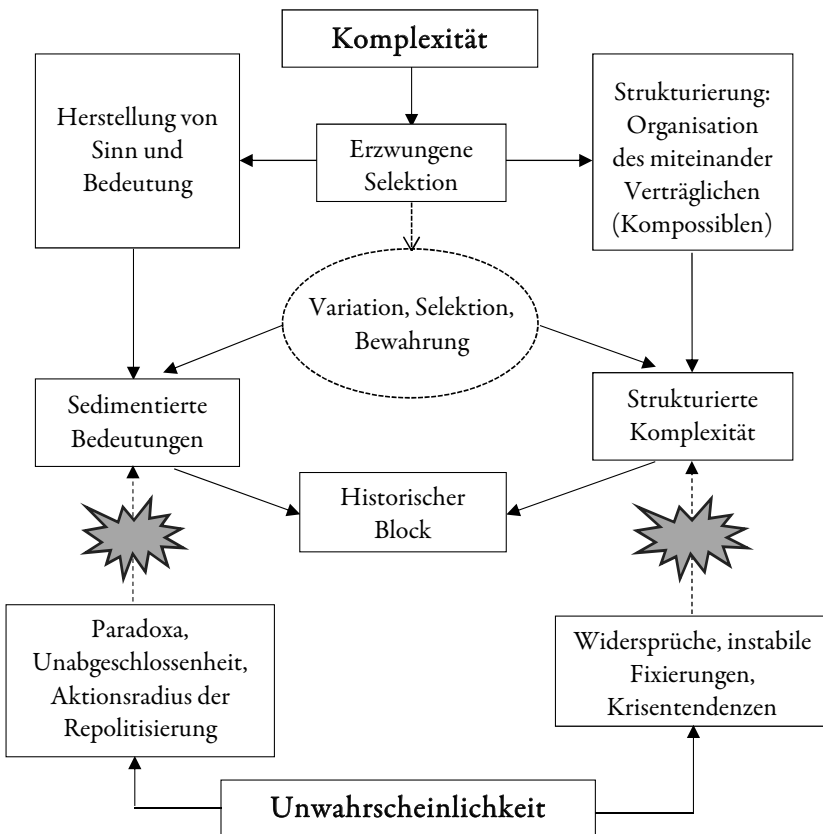 Komplexität
Herstellung von
Sinn und
Bedeutung
Erzwungene
Selektion
Strukturierung:
Organisation
des miteinander
Verträglichen
(Kompossiblen)
Variation, Selektion,
Bewahrung
Sedimentierte
Bedeutungen
Strukturierte
Komplexität
Historischer
Block
Paradoxa,
Unabgeschlossenheit,
Aktionsradius der
Repolitisierung
Widersprüche, instabile
Fixierungen,
Krisentendenzen
Unwahrscheinlichkeit